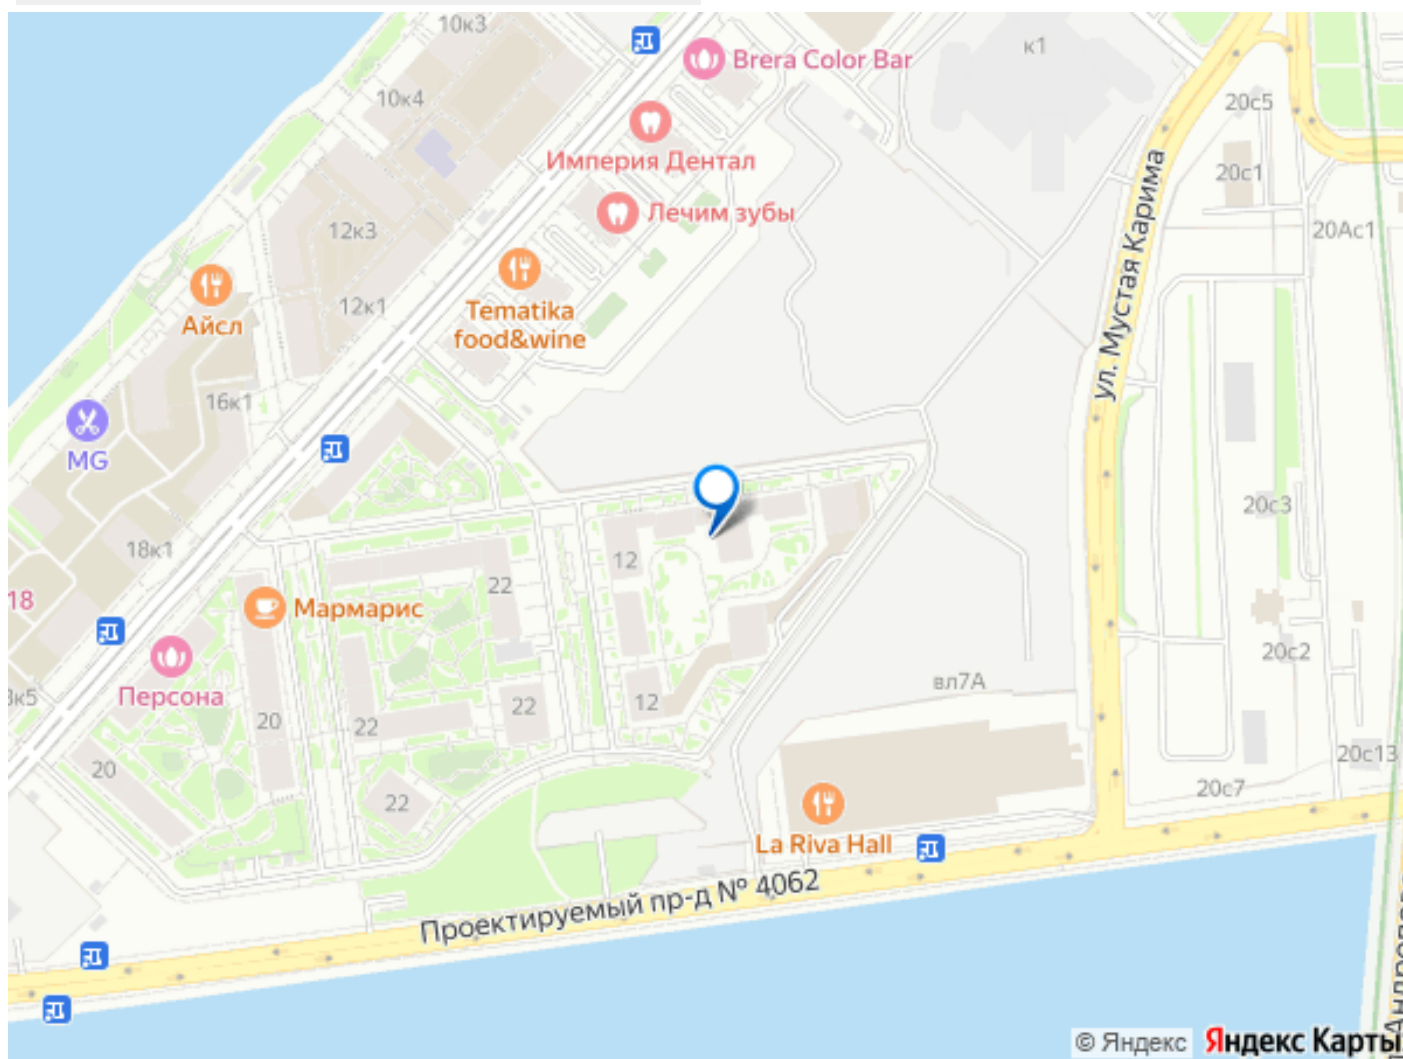 10к3
к1
Brera Color Bar
10к4
20с5
Империя Дентал
20с1
Лечим зубы
12к3
20Ас1
ул. Мустая Карима
12к1
Айсл
Tematika
food&wine
16к1
MG
20с3
18к1
12
22
18
Мармарис
20с2
Персона
вл7А
3к5
20
22
22
12
20
20с13
22
20с7
La Riva Hall
Проектируемый пр-д № 4062
© Яндекс
Яндекс Карты